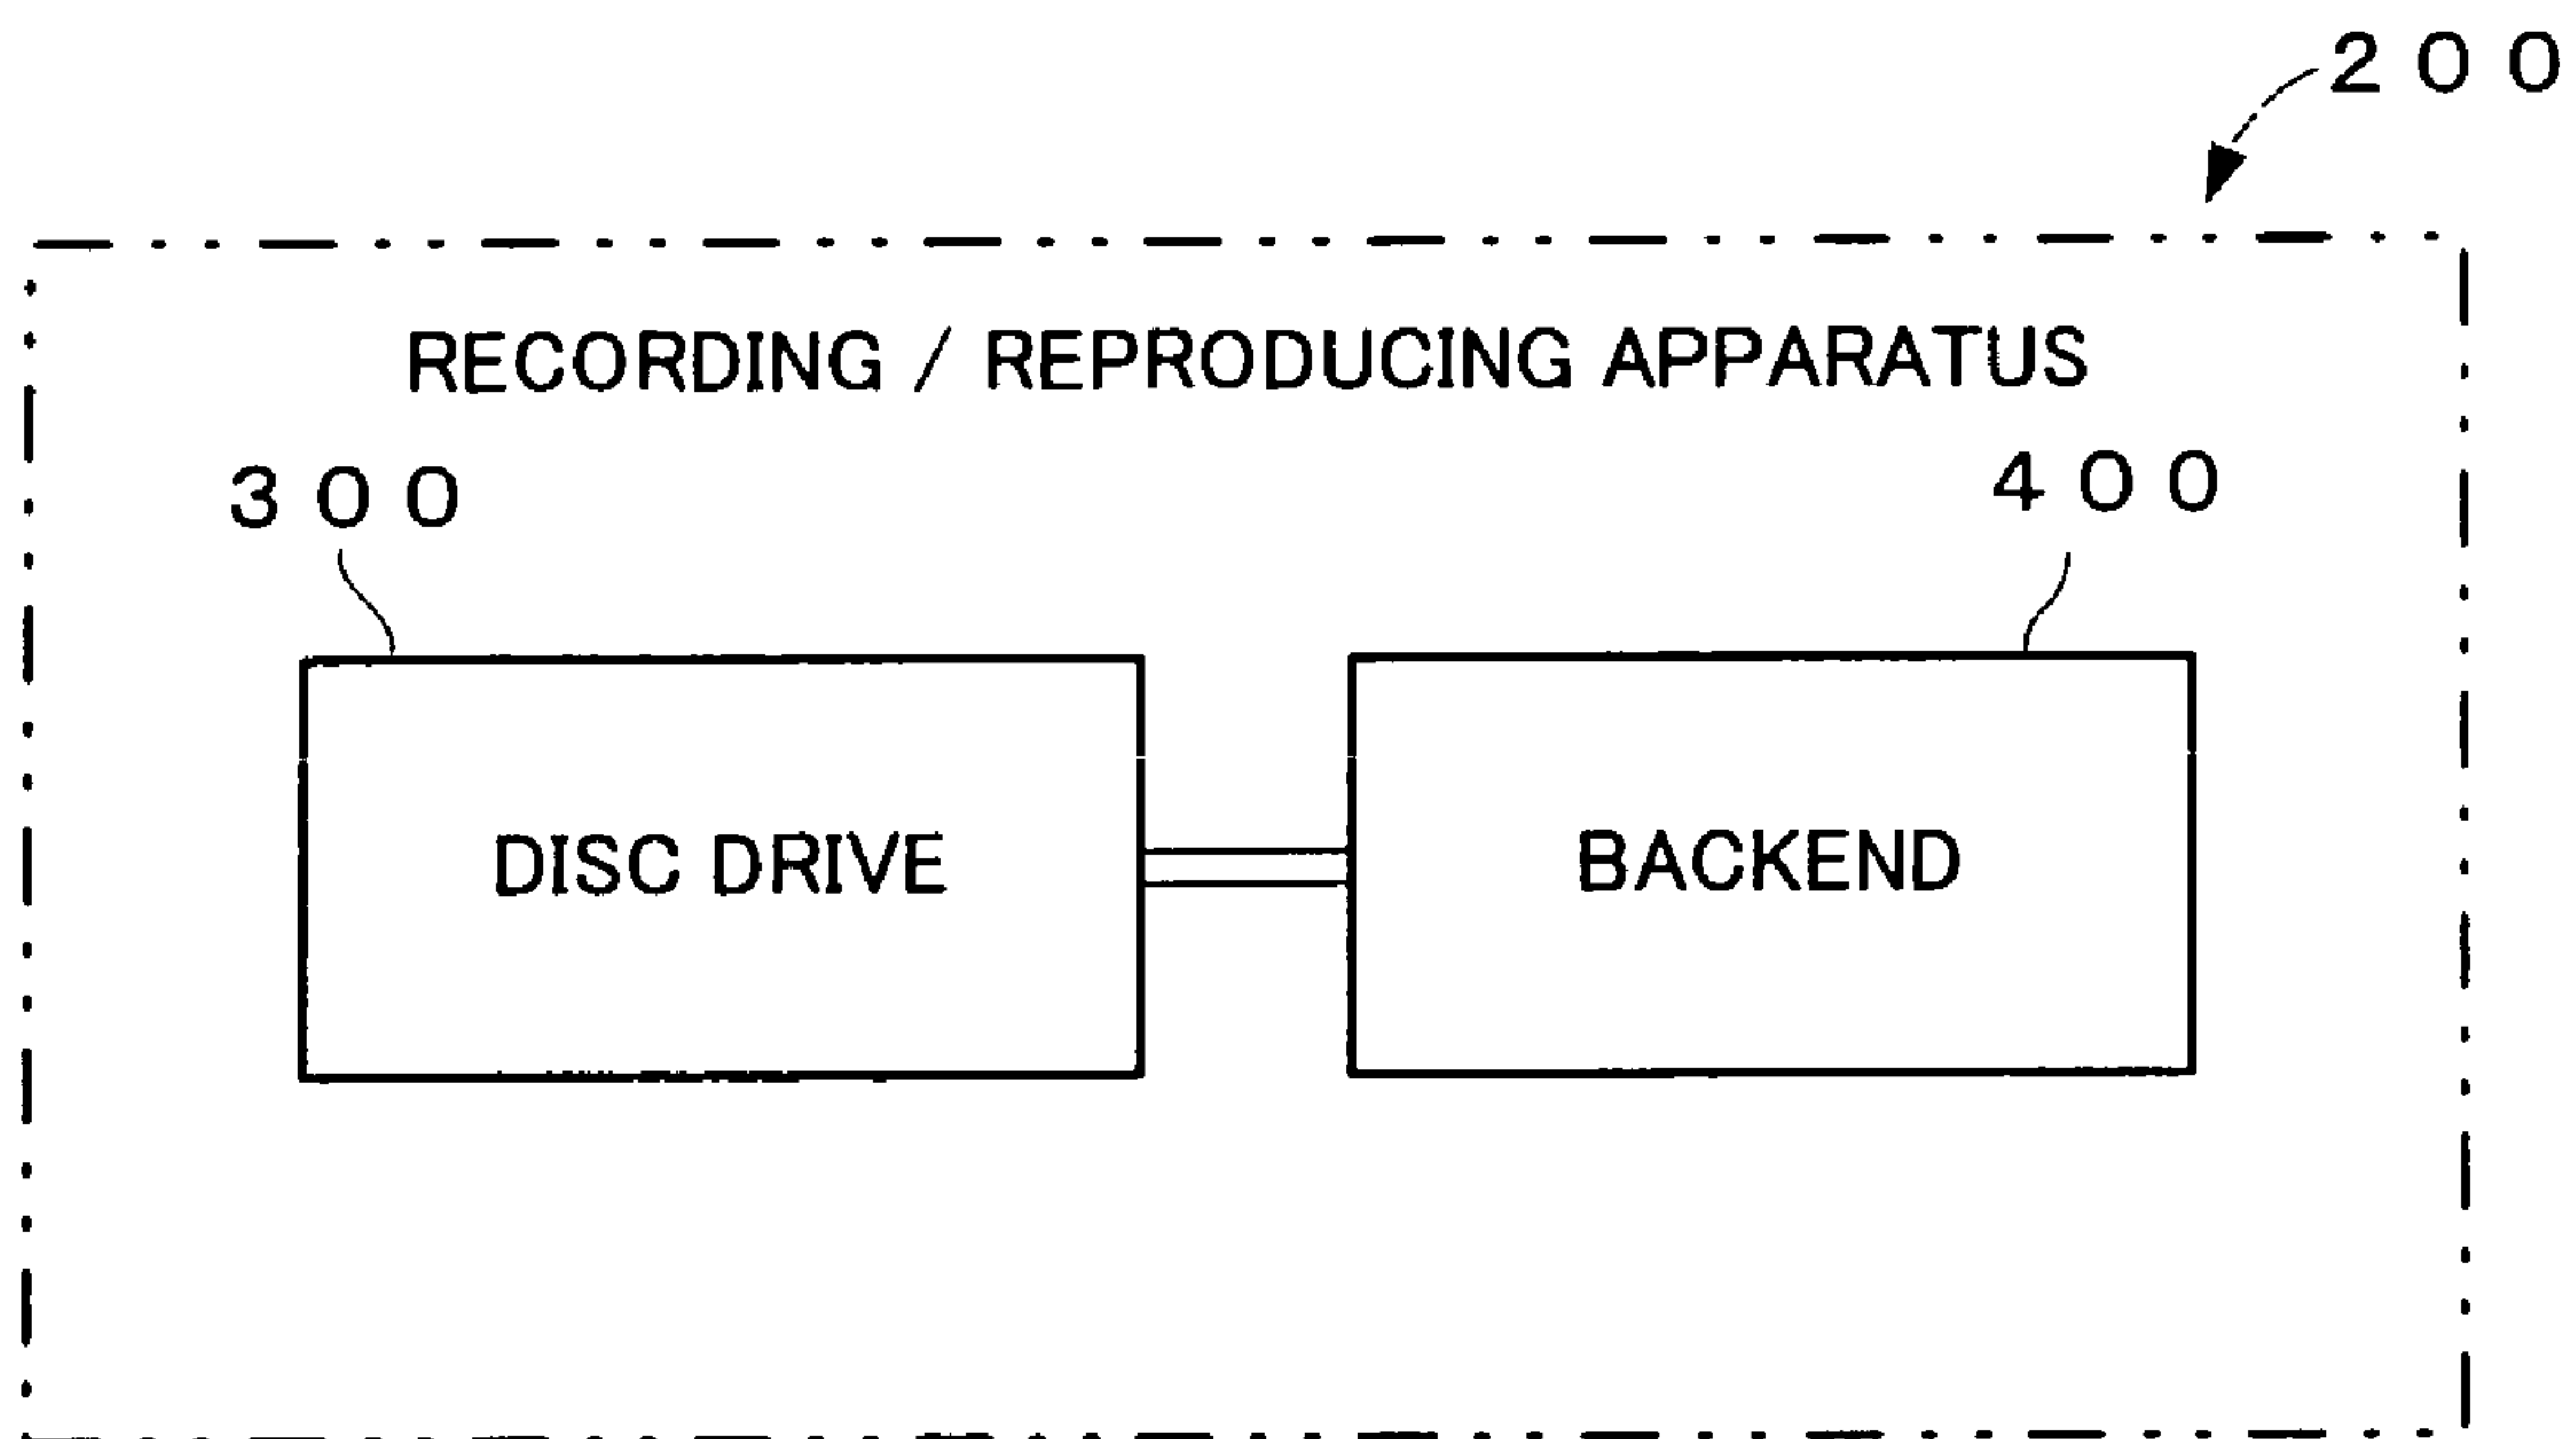 200
RECORDING / REPRODUCING APPARATUS
300
400
DISC DRIVE
BACKEND